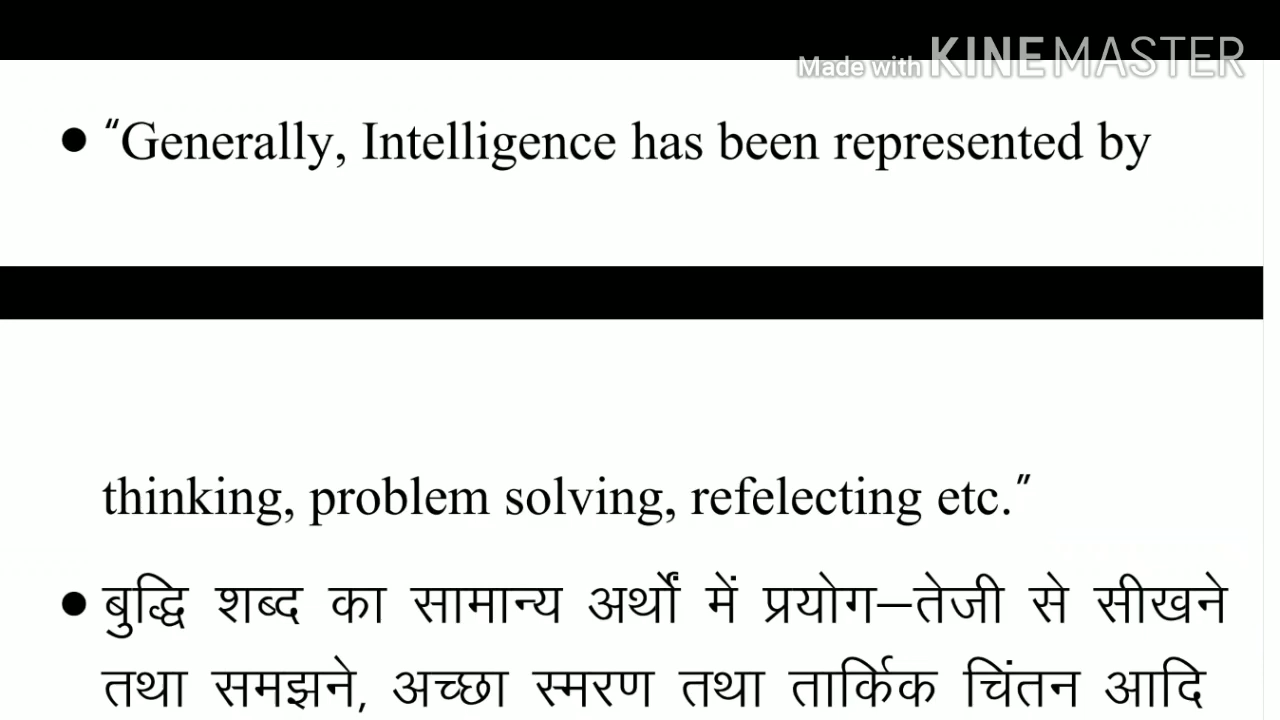 Made with KINEMASTER
● “Generally, Intelligence has been represented by
thinking, problem solving, refelecting etc.”
● बुद्धि शब्द का सामान्य अर्थों में प्रयोग–तेजी से सीखने
तथा समझने, अच्छा स्मरण तथा तार्किक चिंतन आदि